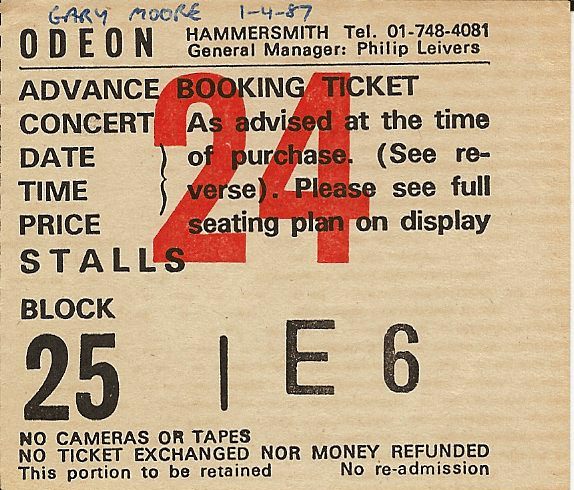 GARY MOORE 1-4-87
ODEON HAMMERSMITH Tel. 01-748-4081
General Manager: Philip Leivers
ADVANCE BOOKING TICKET
24
CONCERT As advised at the time
DATE of purchase. (See re-
TIME verse). Please see full
PRICE seating plan on display
STALLS
BLOCK
25 | E 6
NO CAMERAS OR TAPES
NO TICKET EXCHANGED NOR MONEY REFUNDED
This portion to be retained No re-admission